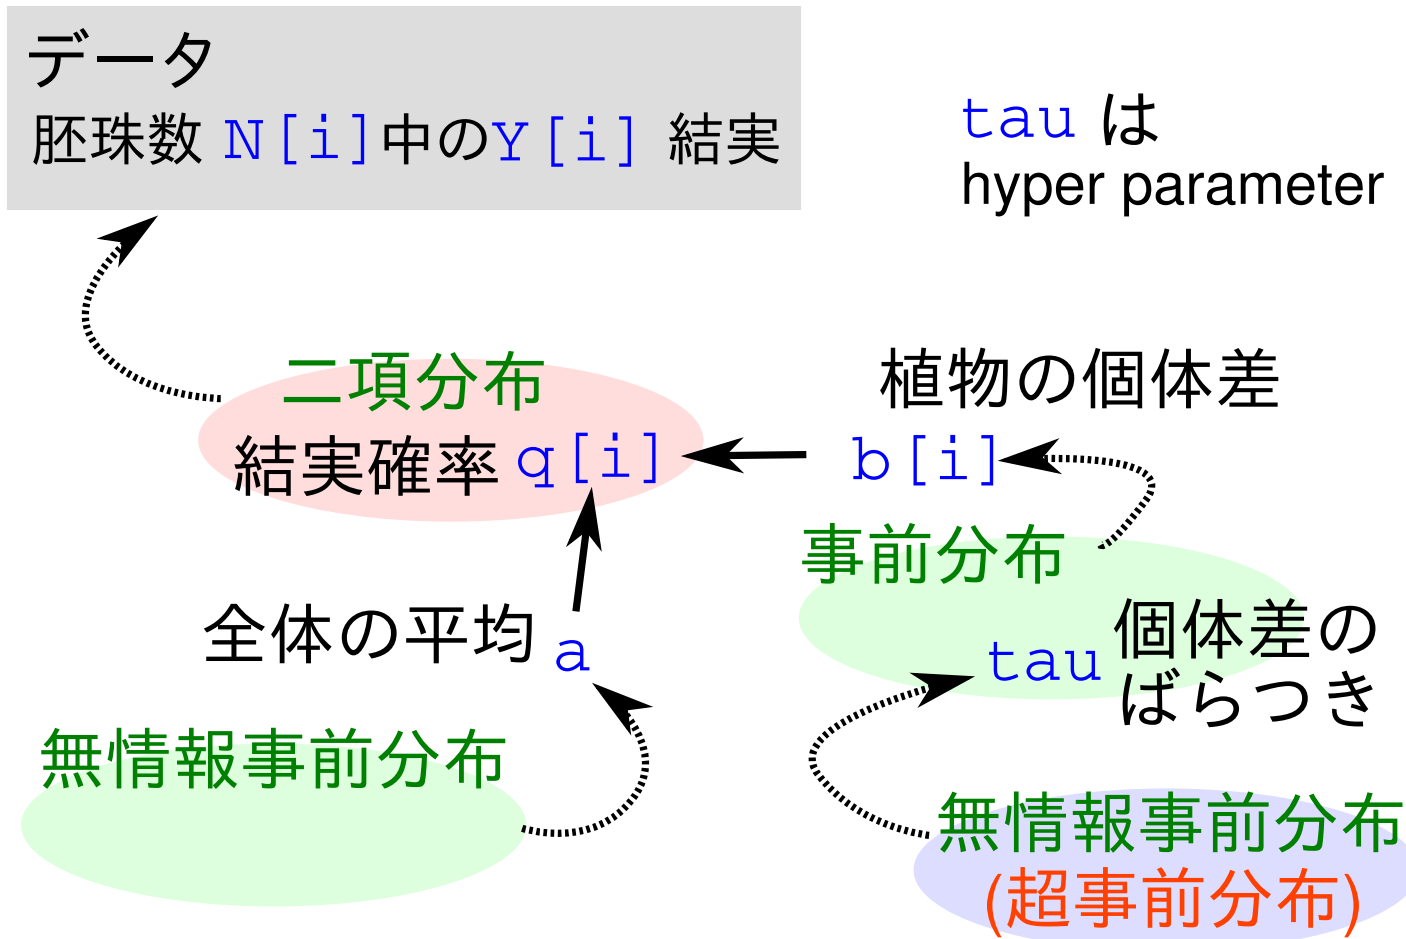 データ
胚珠数 N[i]中のY[i] 結実
tau は
hyper parameter
二項分布
結実確率 q[i]
植物の個体差
b[i]
事前分布
tau 個体差の
ばらつき
全体の平均 a
無情報事前分布
無情報事前分布
(超事前分布)